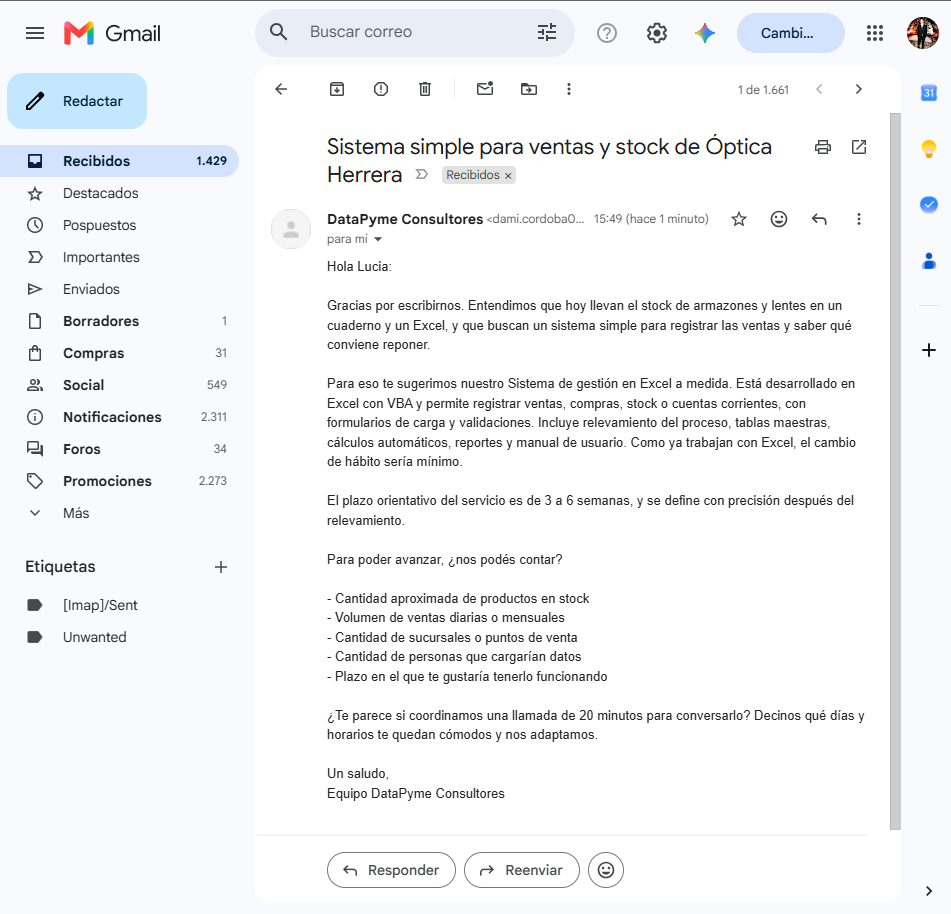 Gmail
Buscar correo
Cambi...
Redactar
1 de 1.661
31
Recibidos 1.429
Destacados
Pospuestos
Importantes
Enviados
Borradores 1
Compras 31
Social 549
Notificaciones 2.311
Foros 34
Promociones 2.273
Más
Etiquetas
[Imap]/Sent
Unwanted
Sistema simple para ventas y stock de Óptica
Herrera Recibidos x
DataPyme Consultores <dami.cordoba0... 15:49 (hace 1 minuto)
para mí
Hola Lucia:
Gracias por escribirnos. Entendimos que hoy llevan el stock de armazones y lentes en un
cuaderno y un Excel, y que buscan un sistema simple para registrar las ventas y saber qué
conviene reponer.
Para eso te sugerimos nuestro Sistema de gestión en Excel a medida. Está desarrollado en
Excel con VBA y permite registrar ventas, compras, stock o cuentas corrientes, con
formularios de carga y validaciones. Incluye relevamiento del proceso, tablas maestras,
cálculos automáticos, reportes y manual de usuario. Como ya trabajan con Excel, el cambio
de hábito sería mínimo.
El plazo orientativo del servicio es de 3 a 6 semanas, y se define con precisión después del
relevamiento.
Para poder avanzar, ¿nos podés contar?
- Cantidad aproximada de productos en stock
- Volumen de ventas diarias o mensuales
- Cantidad de sucursales o puntos de venta
- Cantidad de personas que cargarían datos
- Plazo en el que te gustaría tenerlo funcionando
¿Te parece si coordinamos una llamada de 20 minutos para conversarlo? Decinos qué días y
horarios te quedan cómodos y nos adaptamos.
Un saludo,
Equipo DataPyme Consultores
Responder
Reenviar